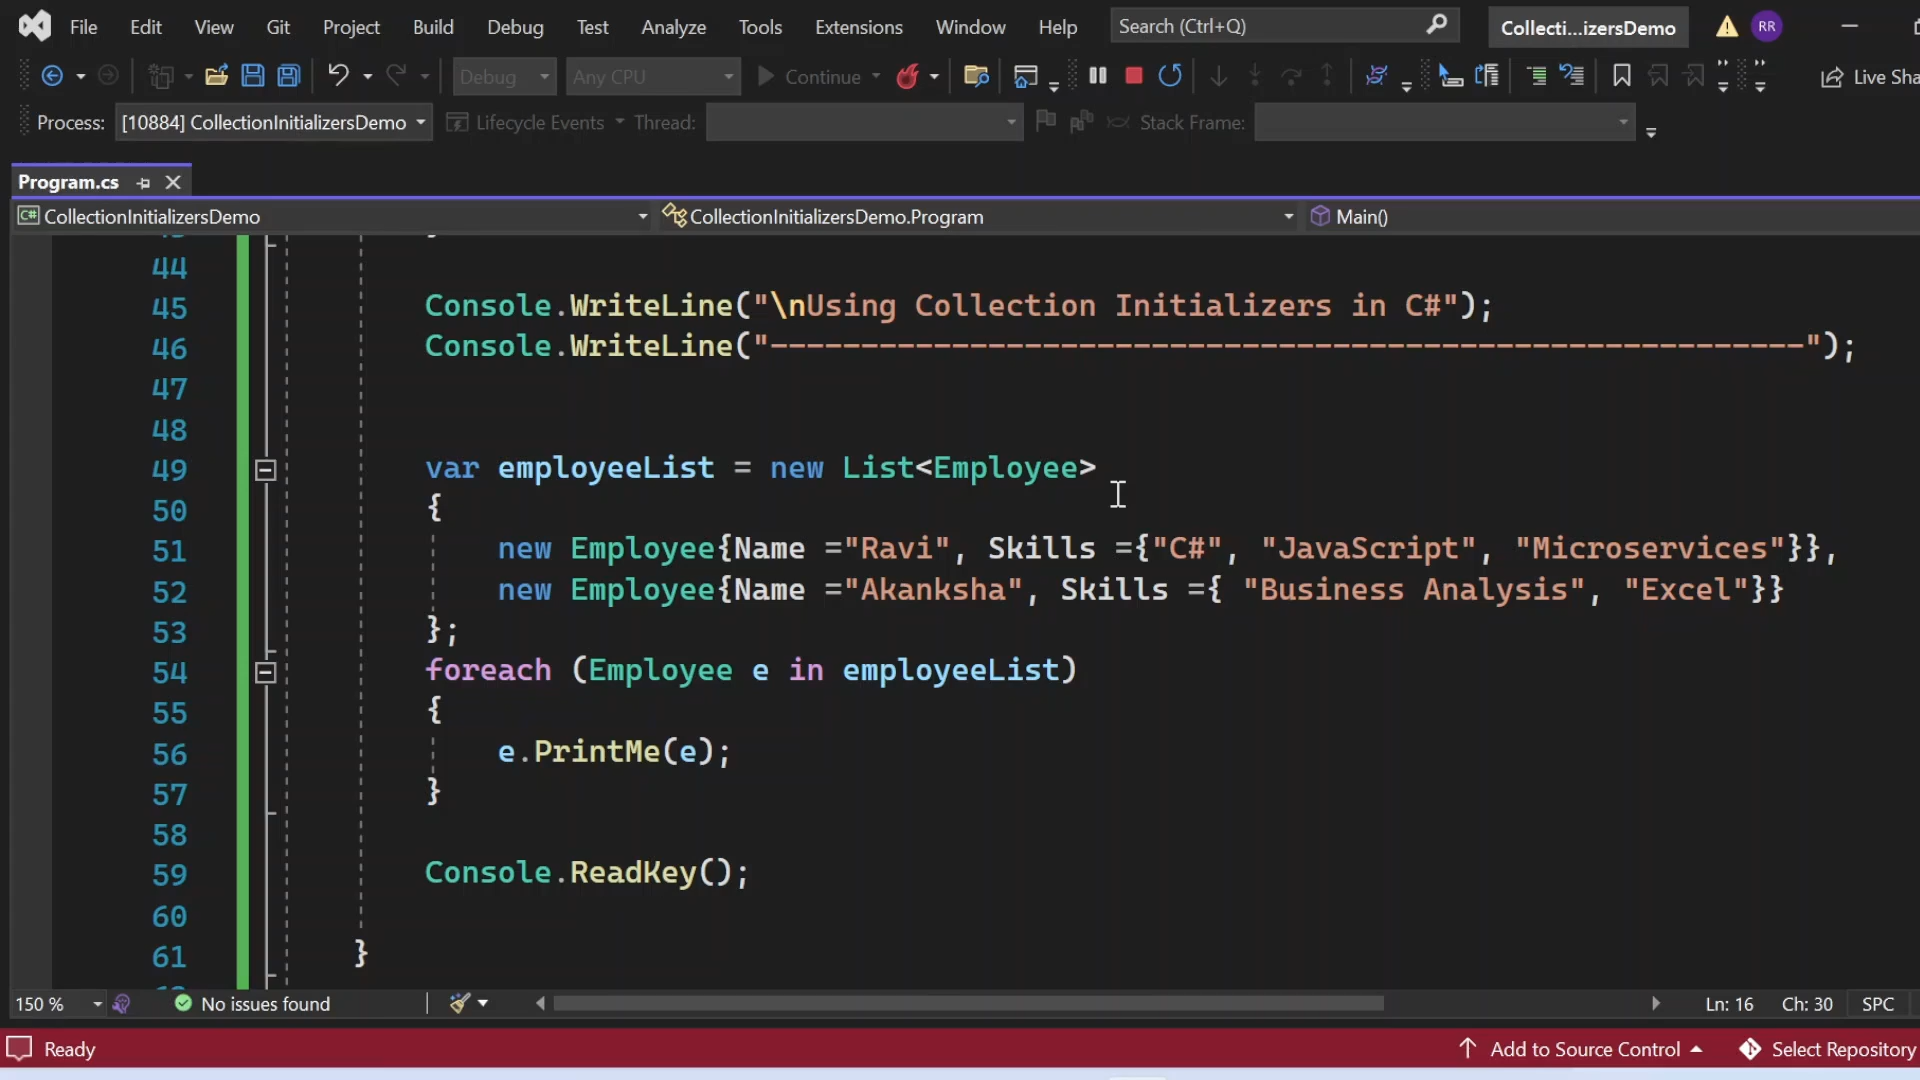 File Edit View Git Project Build Debug Test Analyze Tools Extensions Window Help Search (Ctrl+Q) Collecti...izersDemo RR
Debug Any CPU Continue Live Sha
Process: [10884] CollectionInitializersDemo Lifecycle Events Thread: Stack Frame:
Program.cs
C# CollectionInitializersDemo CollectionInitializersDemo.Program Main()
44
45 Console.WriteLine("\nUsing Collection Initializers in C#");
46 Console.WriteLine("---------------------------------------------------------");
47
48
49 var employeeList = new List<Employee>
50 {
51 new Employee{Name ="Ravi", Skills ={"C#", "JavaScript", "Microservices"}},
52 new Employee{Name ="Akanksha", Skills ={ "Business Analysis", "Excel"}}
53 };
54 foreach (Employee e in employeeList)
55 {
56 e.PrintMe(e);
57 }
58
59 Console.ReadKey();
60
61 }
150 % No issues found Ln: 16 Ch: 30 SPC
Ready Add to Source Control Select Repository